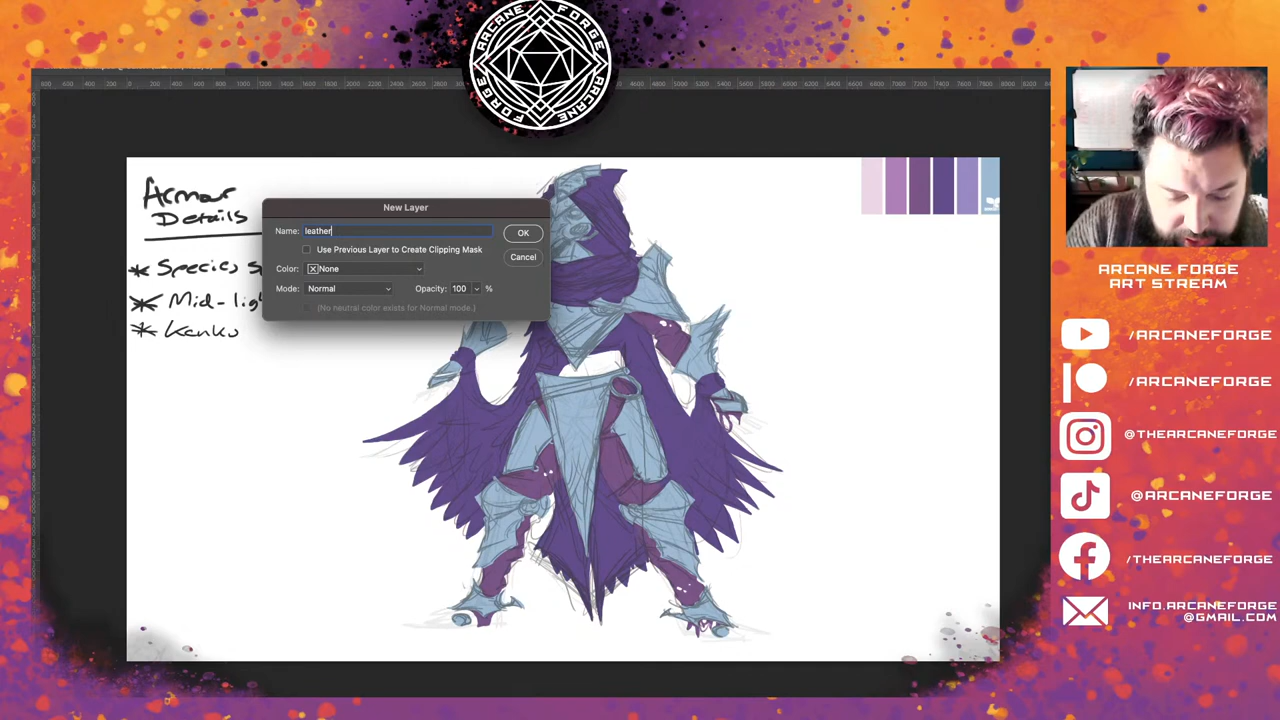 ARCANE FORGE
ARCANE FORGE
New Layer
Name: leather
OK
Use Previous Layer to Create Clipping Mask
Cancel
Color: None
Mode: Normal
Opacity: 100 %
(No neutral color exists for Normal mode.)
Armor
Details
* Species
* Mid-lig
* Kenku
ARCANE FORGE
ART STREAM
/ARCANEFORGE
/ARCANEFORGE
@THEARCANEFORGE
@ARCANEFORGE
/THEARCANEFORGE
INFO.ARCANEFORGE
@GMAIL.COM